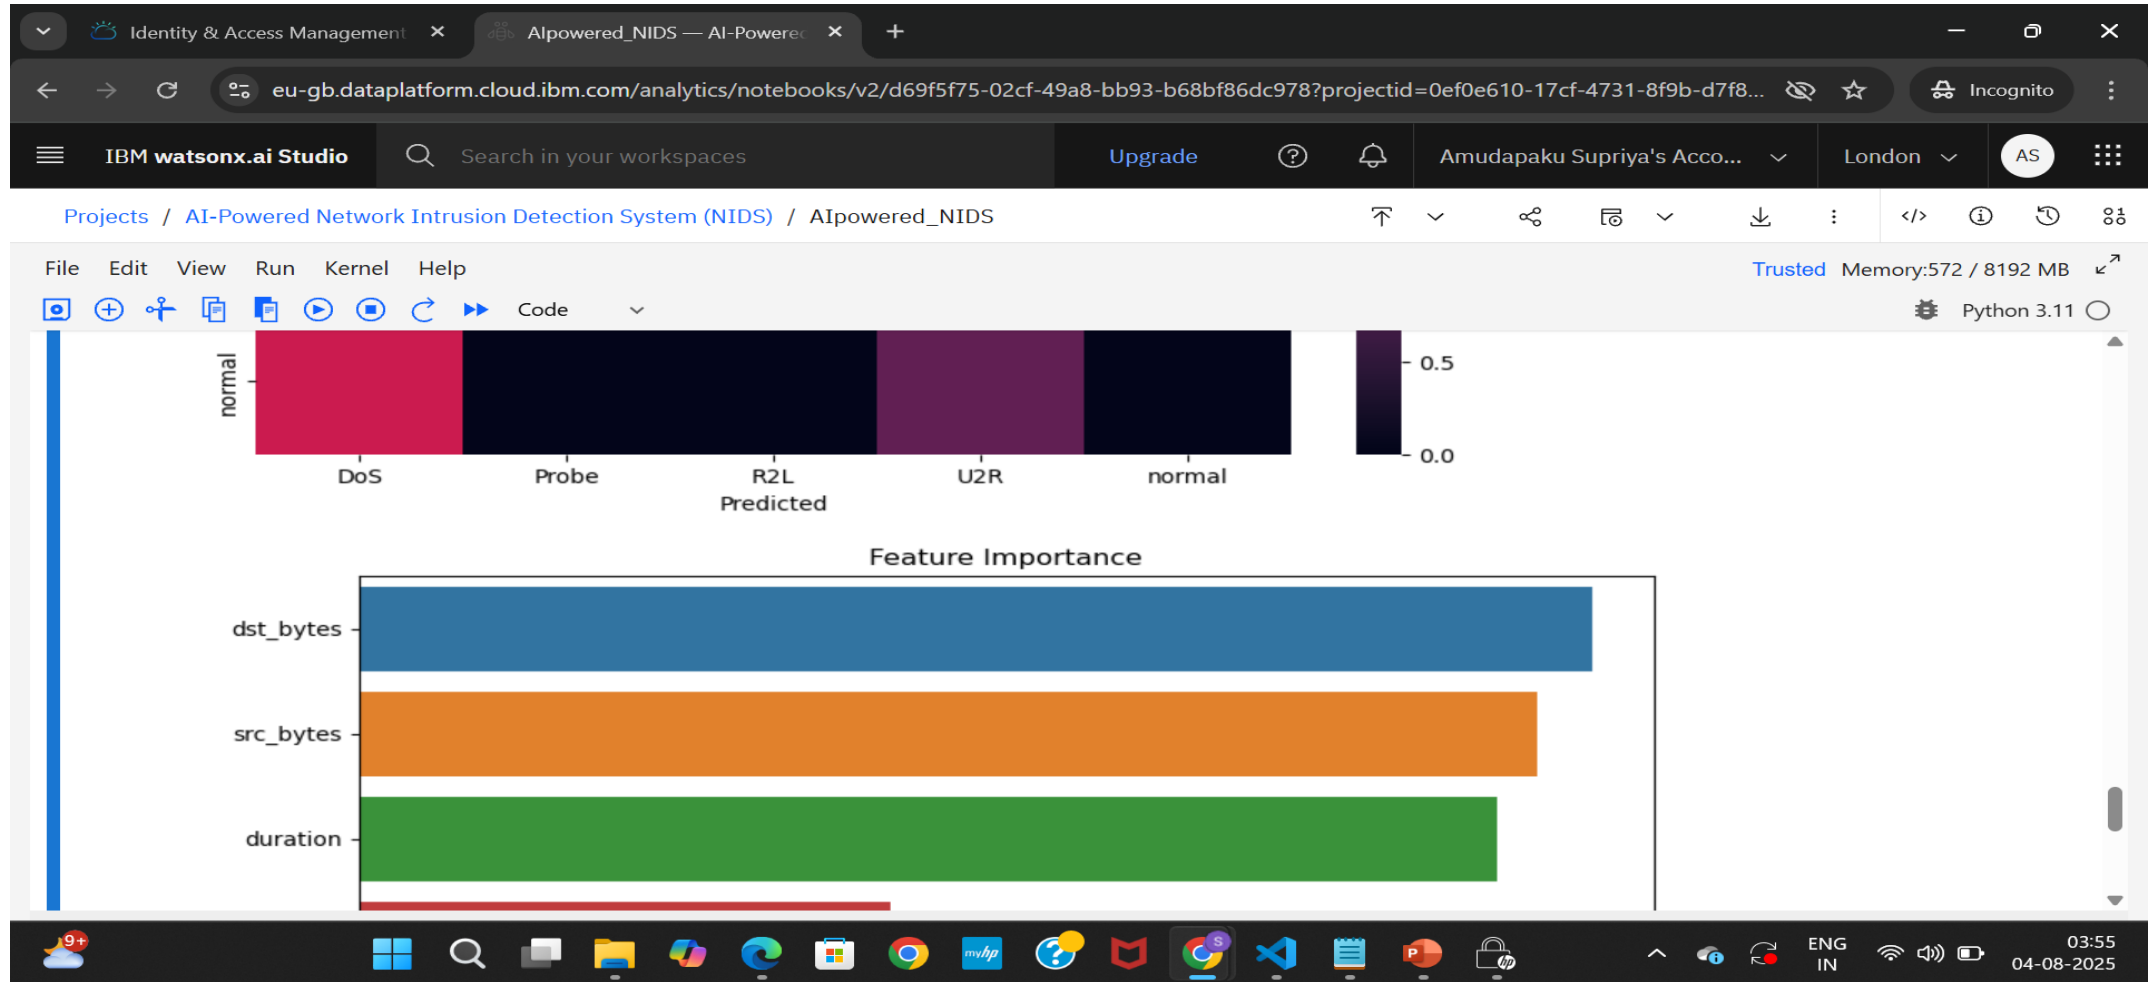 Identity & Access Management
AIpowered_NIDS — AI-Powered
eu-gb.dataplatform.cloud.ibm.com/analytics/notebooks/v2/d69f5f75-02cf-49a8-bb93-b68bf86dc978?projectid=0ef0e610-17cf-4731-8f9b-d7f8...
Incognito
IBM watsonx.ai Studio
Search in your workspaces
Upgrade
Amudapaku Supriya's Acco...
London
AS
Projects / AI-Powered Network Intrusion Detection System (NIDS) / AIpowered_NIDS
File Edit View Run Kernel Help
Trusted Memory:572 / 8192 MB
Code
Python 3.11
normal
0.5
0.0
DoS Probe R2L U2R normal
Predicted
Feature Importance
dst_bytes
src_bytes
duration
9+
myhp
S
P
hp
ENG
IN
03:55
04-08-2025